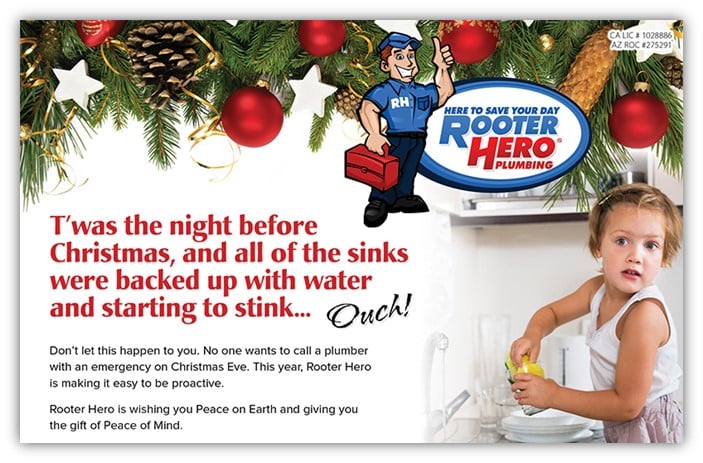 CA LIC # 1028886
AZ ROC #275291
RH
HERE TO SAVE YOUR DAY
ROOTER
HERO®
PLUMBING
T’was the night before
Christmas, and all of the sinks
were backed up with water
and starting to stink... Ouch!
Don’t let this happen to you. No one wants to call a plumber
with an emergency on Christmas Eve. This year, Rooter Hero
is making it easy to be proactive.
Rooter Hero is wishing you Peace on Earth and giving you
the gift of Peace of Mind.